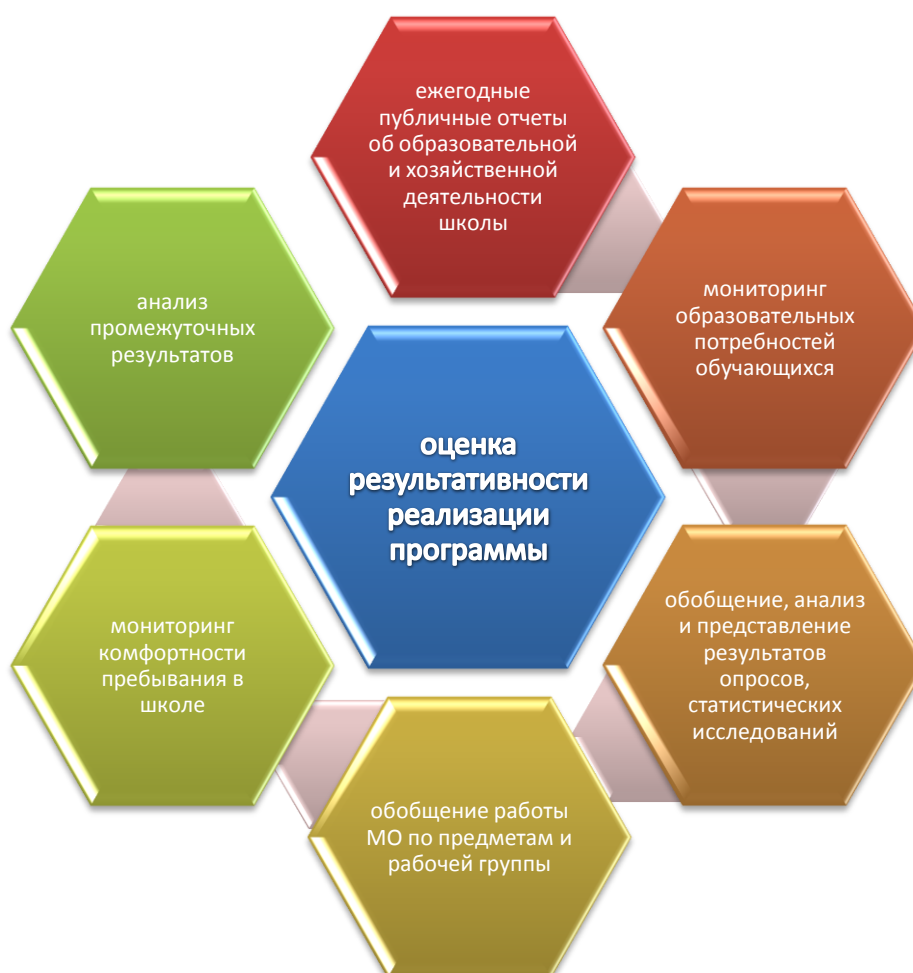 ежегодные
публичные отчеты
об образовательной
и хозяйственной
деятельности
школы
мониторинг
образовательных
потребностей
обучающихся
обобщение, анализ
и представление
результатов
опросов,
статистических
исследований
обобщение работы
МО по предметам и
рабочей группы
мониторинг
комфортности
пребывания в
школе
анализ
промежуточных
результатов
оценка
результативности
реализации
программы